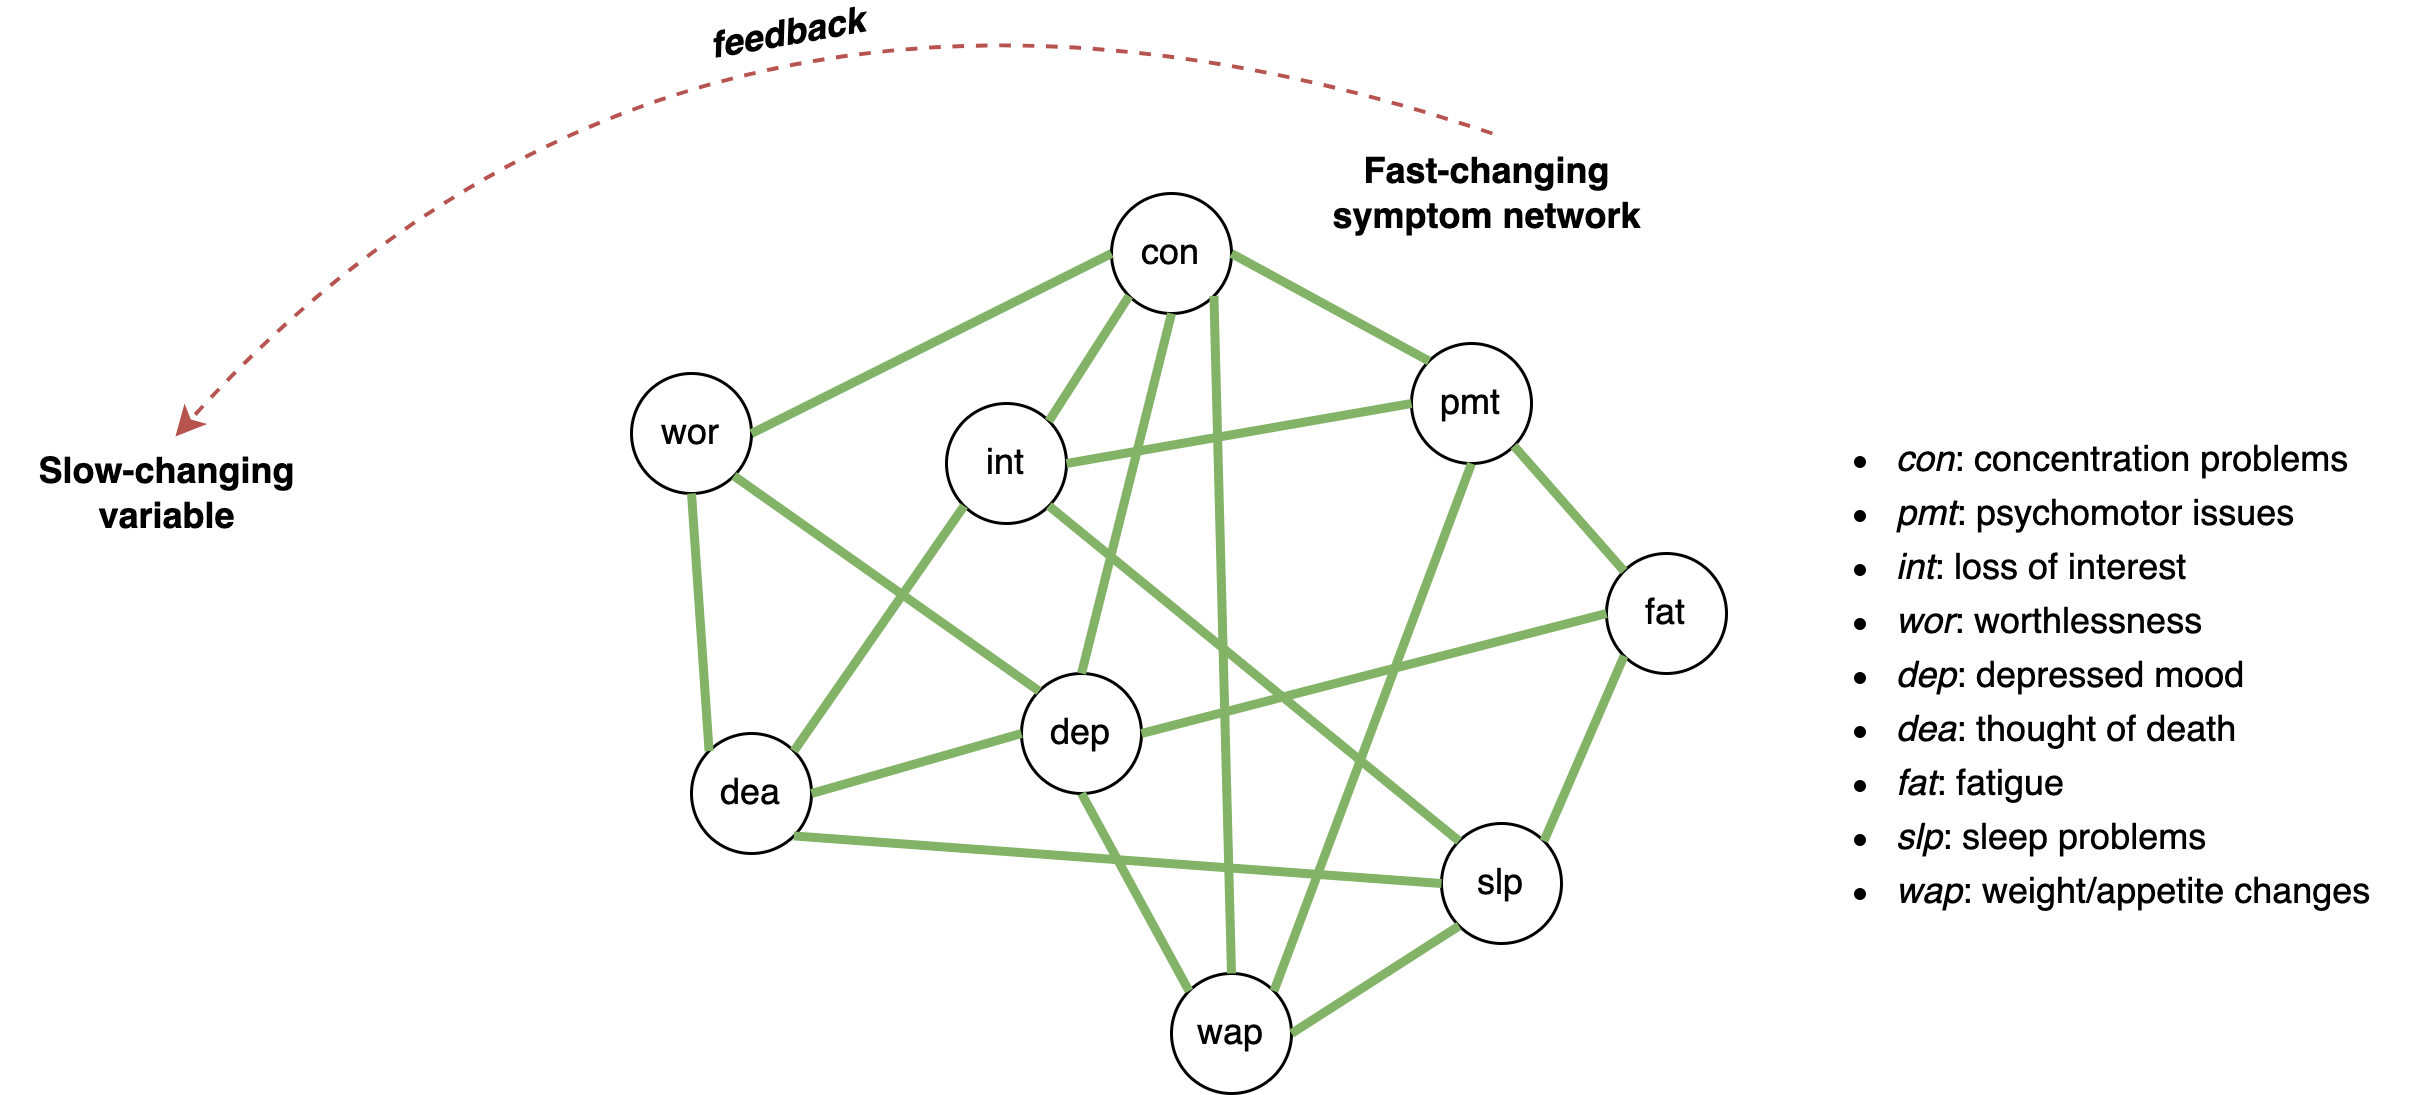 feedback
Fast-changing
symptom network
con
pmt
wor
int
Slow-changing
variable
fat
dep
dea
slp
wap
con: concentration problems
pmt: psychomotor issues
int: loss of interest
wor: worthlessness
dep: depressed mood
dea: thought of death
fat: fatigue
slp: sleep problems
wap: weight/appetite changes